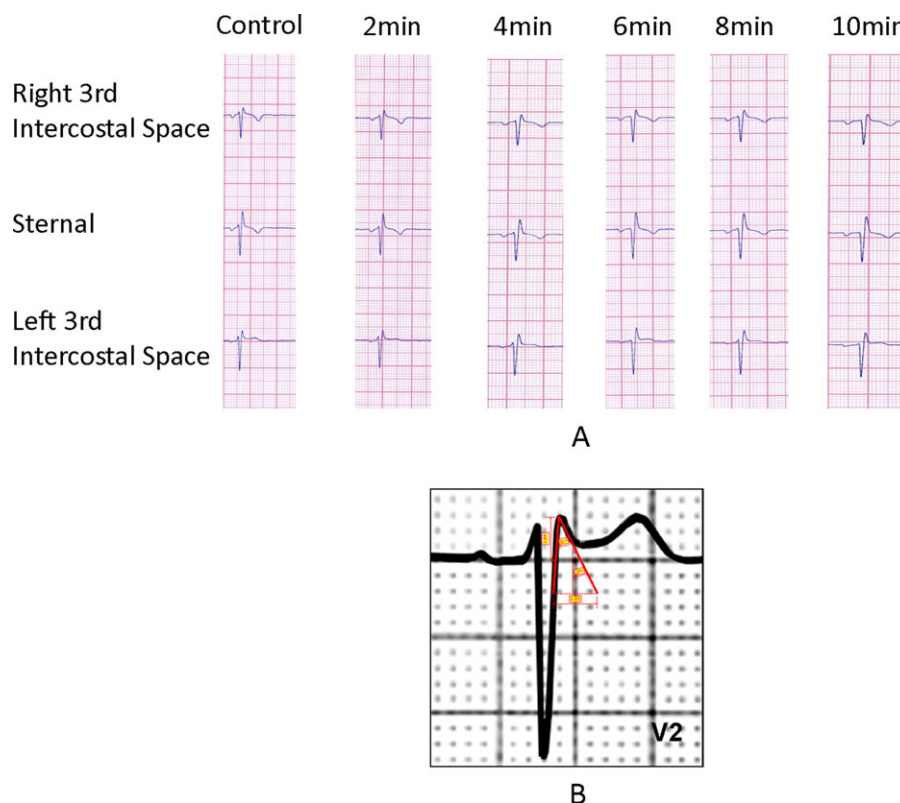 Control 2min 4min 6min 8min 10min
Right 3rd
Intercostal Space
Sternal
Left 3rd
Intercostal Space
A
V2
B